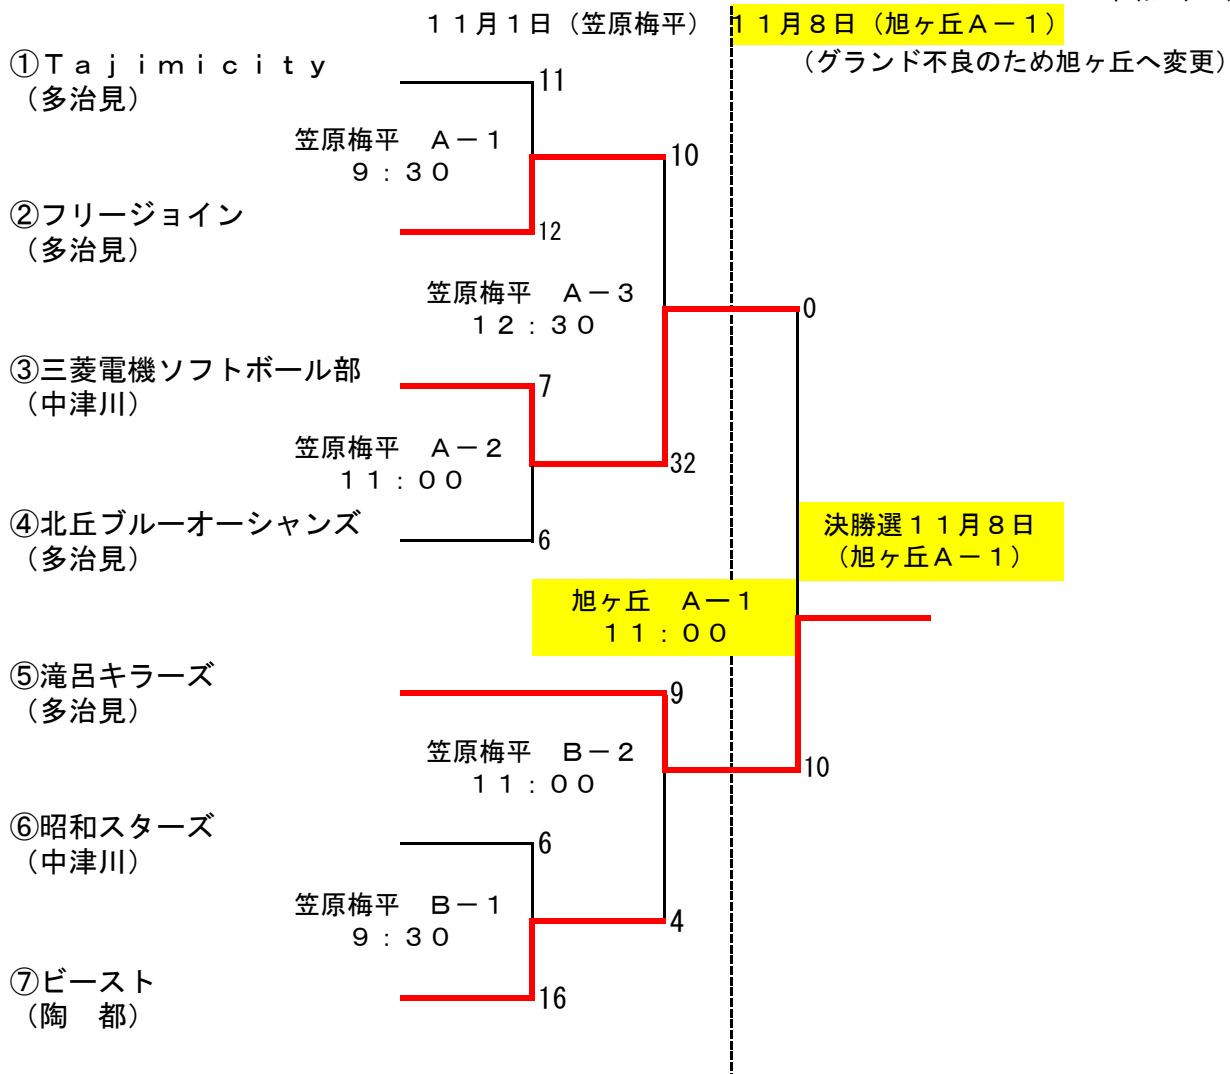 １１月１日（笠原梅平）
１１月８日（旭ヶ丘Ａ－１）
（グランド不良のため旭ヶ丘へ変更）
①Ｔａｊｉｍｉｃｉｔｙ
（多治見）
11
笠原梅平　Ａ－１
９：３０
10
②フリージョイン
（多治見）
12
笠原梅平　Ａ－３
１２：３０
0
③三菱電機ソフトボール部
（中津川）
7
笠原梅平　Ａ－２
１１：００
32
④北丘ブルーオーシャンズ
（多治見）
6
決勝選１１月８日
（旭ヶ丘Ａ－１）
旭ヶ丘　Ａ－１
１１：００
⑤滝呂キラーズ
（多治見）
9
笠原梅平　Ｂ－２
１１：００
10
⑥昭和スターズ
（中津川）
6
笠原梅平　Ｂ－１
９：３０
4
⑦ビースト
（陶　都）
16